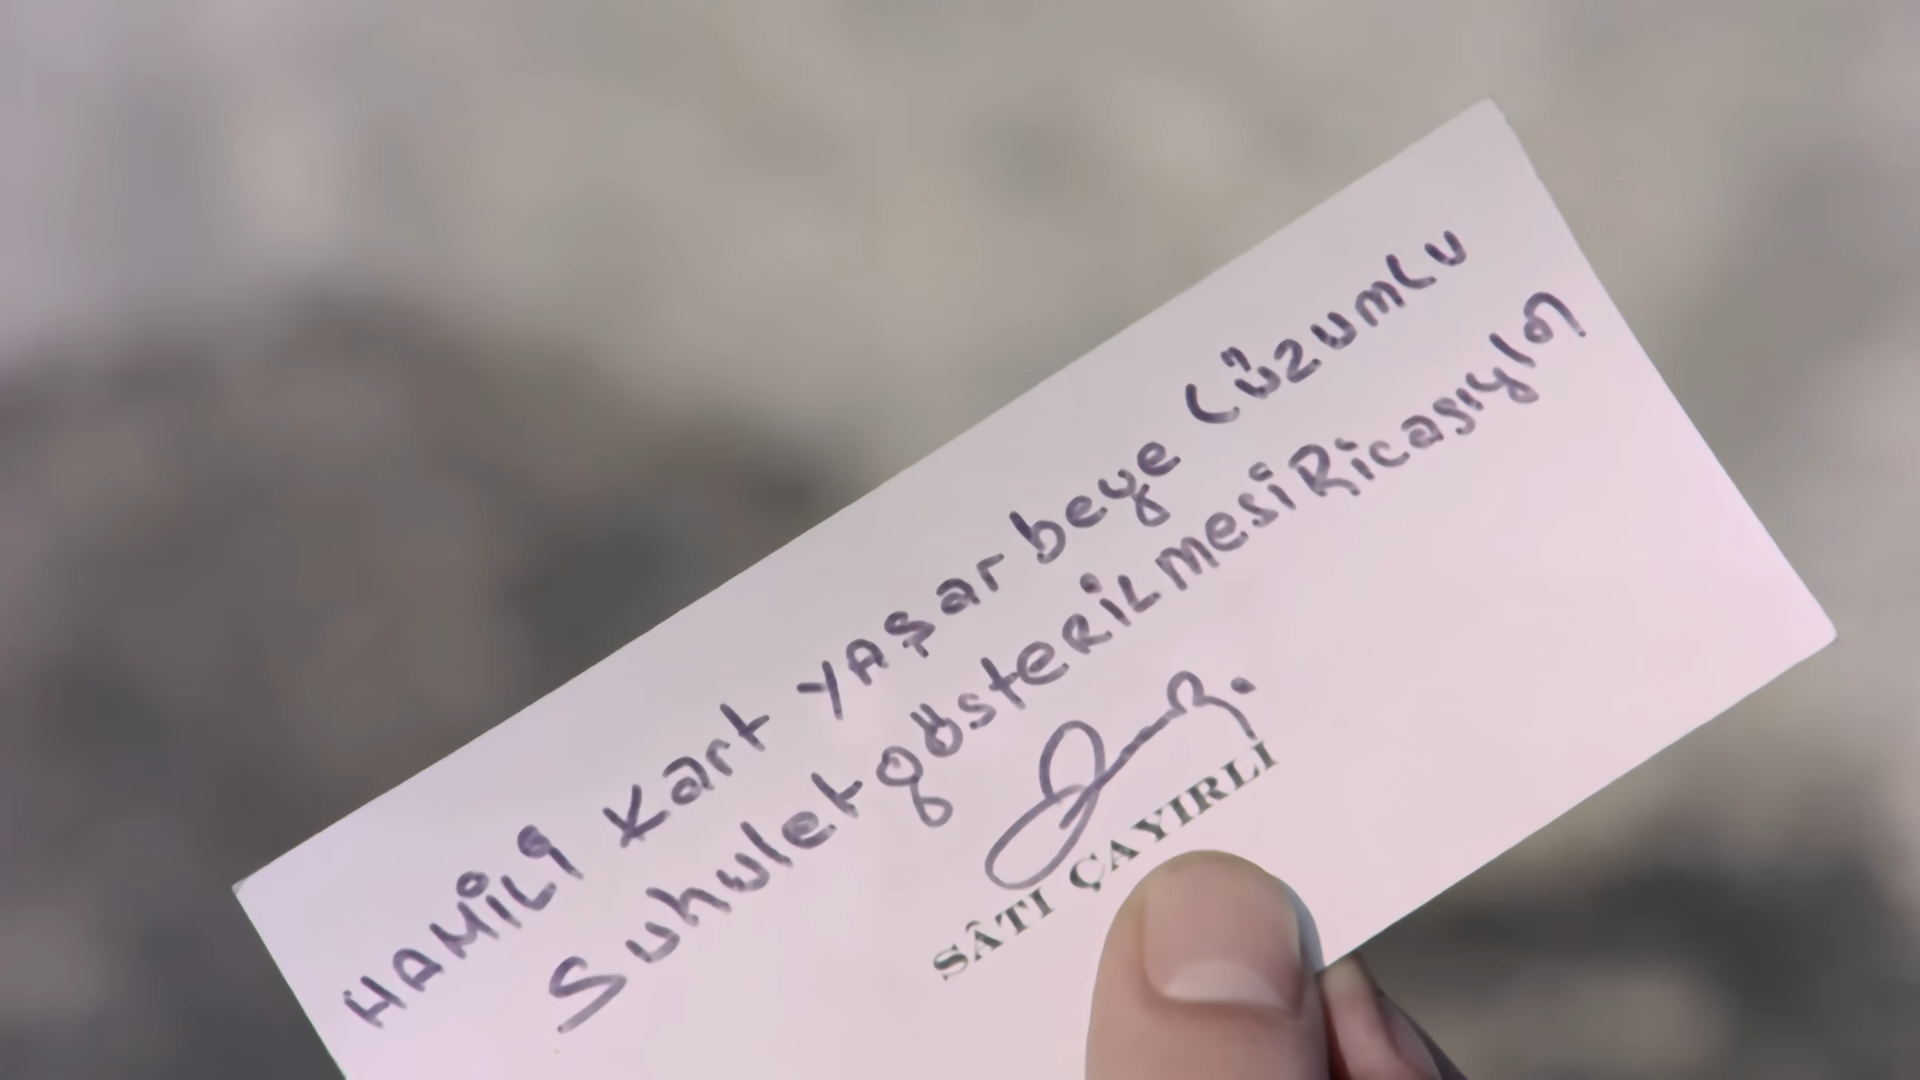 HAMİLİ Kart YAŞar beye Lüzumlu
Suhulet gösterilmesi Ricasıyla
SÂTI ÇAYIRLI